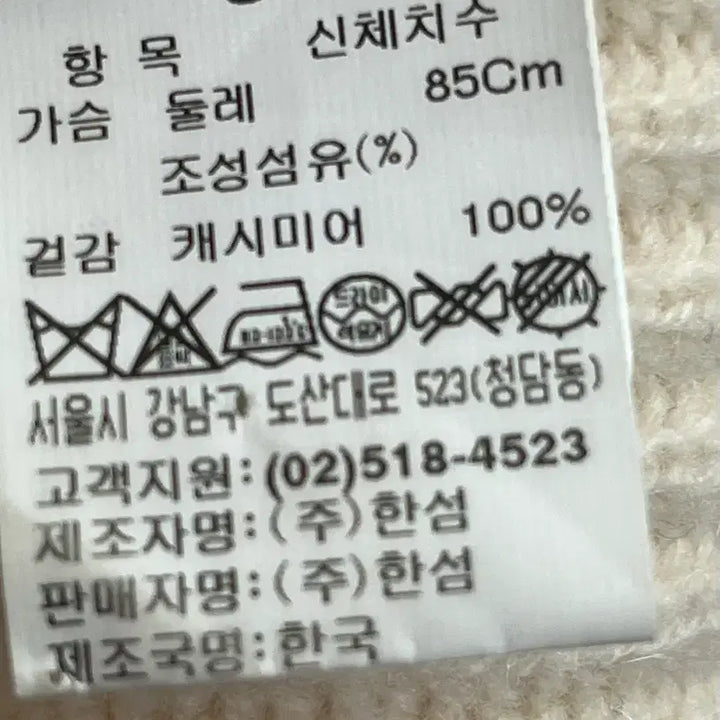 항 목 신체치수
가슴 둘레 85Cm
조성섬유(%)
겉감 캐시미어 100%
드라이
서울시 강남구 도산대로 523(청담동)
고객지원:(02)518-4523
제조자명:(주)한섬
판매자명:(주)한섬
제조국명:한국